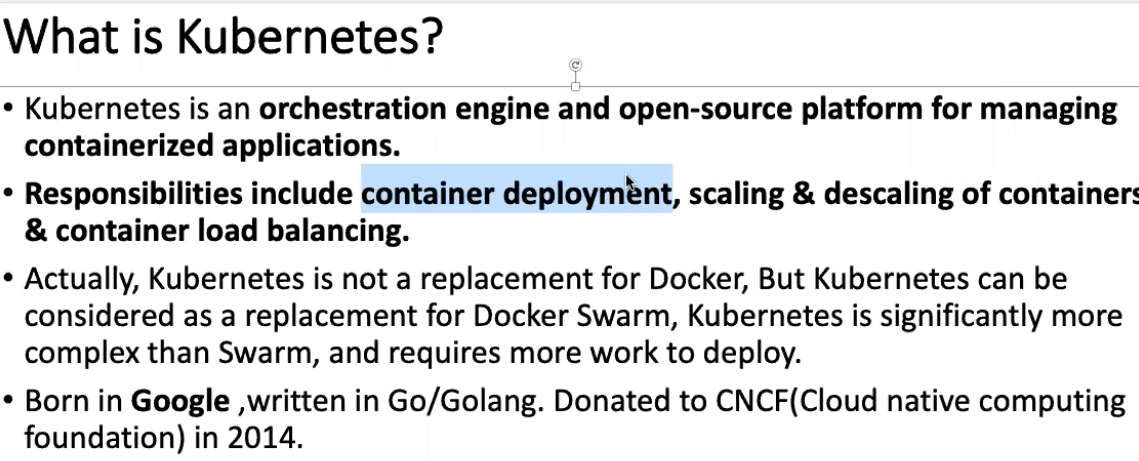 What is Kubernetes?
• Kubernetes is an orchestration engine and open-source platform for managing
containerized applications.
• Responsibilities include container deployment, scaling & descaling of containers
& container load balancing.
• Actually, Kubernetes is not a replacement for Docker, But Kubernetes can be
considered as a replacement for Docker Swarm, Kubernetes is significantly more
complex than Swarm, and requires more work to deploy.
• Born in Google ,written in Go/Golang. Donated to CNCF(Cloud native computing
foundation) in 2014.